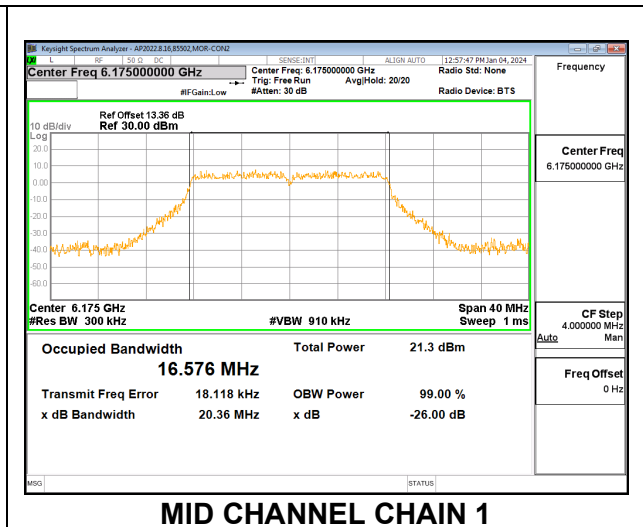 Keysight Spectrum Analyzer - AP2022.8.16,85502,MOR-CON2
L RF 50 Ω DC SENSE:INT ALIGN AUTO 12:57:47 PM Jan 04, 2024
Center Freq 6.175000000 GHz Center Freq: 6.175000000 GHz Radio Std: None Frequency
Trig: Free Run Avg|Hold: 20/20
#IFGain:Low #Atten: 30 dB Radio Device: BTS
Ref Offset 13.36 dB
10 dB/div Ref 30.00 dBm
Log
20.0
10.0
0.00
-10.0
-20.0
-30.0
-40.0
-50.0
-60.0
Center Freq
6.175000000 GHz
Center 6.175 GHz Span 40 MHz
#Res BW 300 kHz #VBW 910 kHz Sweep 1 ms
CF Step
4.000000 MHz
Auto Man
Occupied Bandwidth Total Power 21.3 dBm
16.576 MHz
Freq Offset
0 Hz
Transmit Freq Error 18.118 kHz OBW Power 99.00 %
x dB Bandwidth 20.36 MHz x dB -26.00 dB
MSG STATUS
MID CHANNEL CHAIN 1